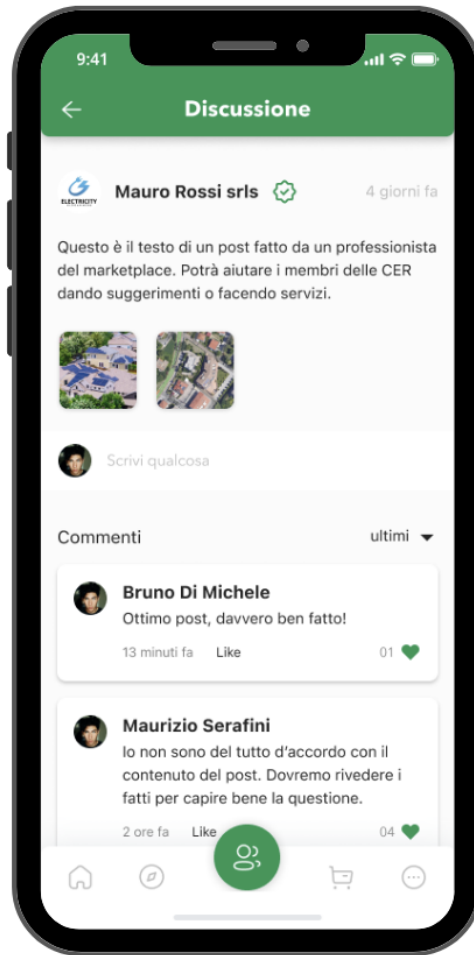 9:41
Discussione
ELECTRICITY
Mauro Rossi srls
4 giorni fa
Questo è il testo di un post fatto da un professionista
del marketplace. Potrà aiutare i membri delle CER
dando suggerimenti o facendo servizi.
Scrivi qualcosa
Commenti
ultimi
Bruno Di Michele
Ottimo post, davvero ben fatto!
13 minuti fa Like 01
Maurizio Serafini
Io non sono del tutto d'accordo con il
contenuto del post. Dovremo rivedere i
fatti per capire bene la questione.
2 ore fa Like 04